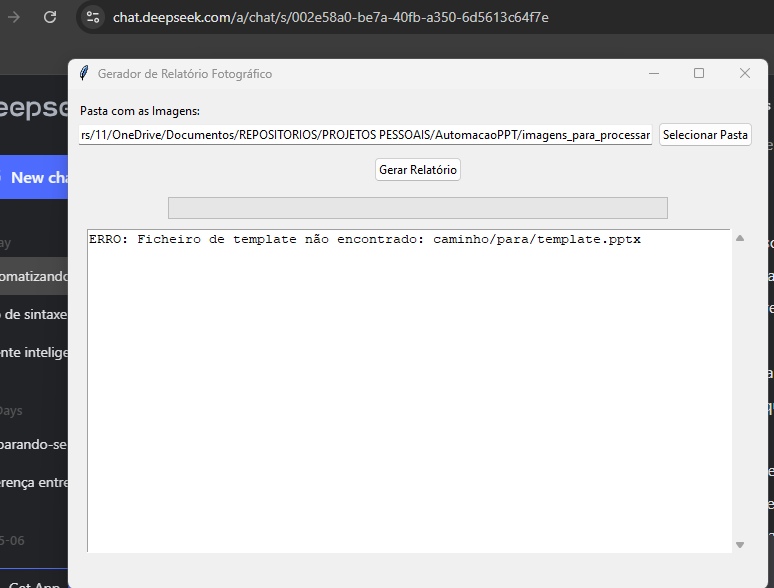 chat.deepseek.com/a/chat/s/002e58a0-be7a-40fb-a350-6d5613c64f7e
Gerador de Relatório Fotográfico
Pasta com as Imagens:
rs/11/OneDrive/Documentos/REPOSITORIOS/PROJETOS PESSOAIS/AutomacaoPPT/imagens_para_processar
Selecionar Pasta
Gerar Relatório
ERRO: Ficheiro de template não encontrado: caminho/para/template.pptx
eepse
New cha
ay
omatizando
o de sintaxe
ente intelige
Days
parando-se
erença entre
5-06
Get App